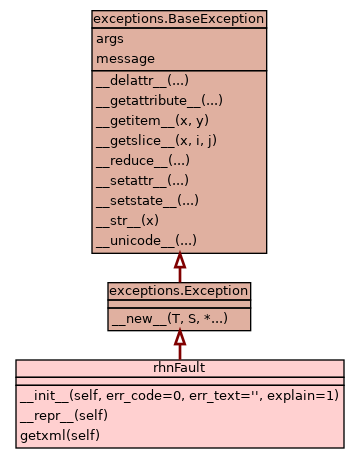 exceptions.BaseException
args
message
__delattr__(...)
__getattribute__(...)
__getitem__(x, y)
__getslice__(x, i, j)
__reduce__(...)
__setattr__(...)
__setstate__(...)
__str__(x)
__unicode__(...)
exceptions.Exception
__new__(T, S, *...)
rhnFault
__init__(self, err_code=0, err_text='', explain=1)
__repr__(self)
getxml(self)